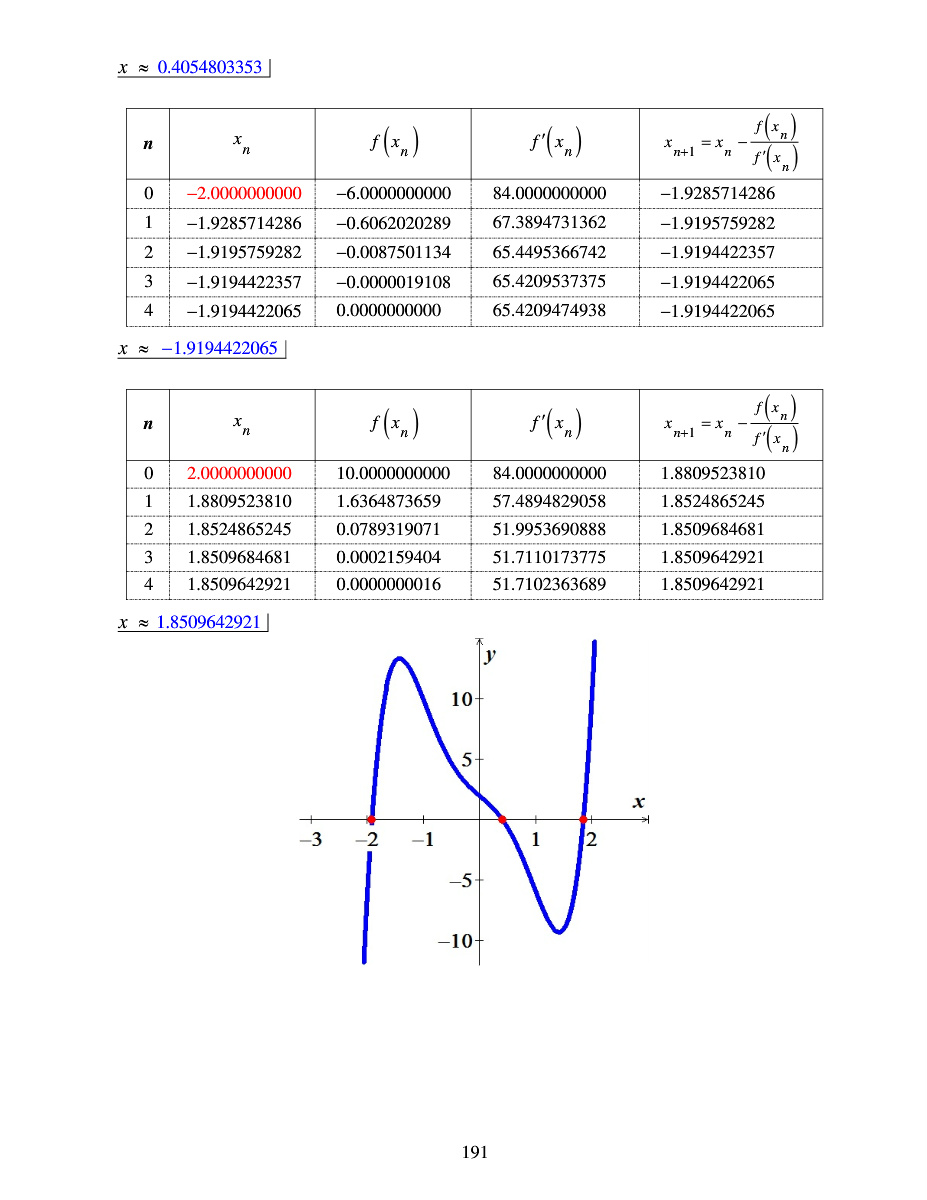 x ≈ 0.4054803353
n x_n f(x_n) f′(x_n) x_{n+1} = x_n − f(x_n)/f′(x_n)
0 −2.0000000000 −6.0000000000 84.0000000000 −1.9285714286
1 −1.9285714286 −0.6062020289 67.3894731362 −1.9195759282
2 −1.9195759282 −0.0087501134 65.4495366742 −1.9194422357
3 −1.9194422357 −0.0000019108 65.4209537375 −1.9194422065
4 −1.9194422065 0.0000000000 65.4209474938 −1.9194422065
x ≈ −1.9194422065
n x_n f(x_n) f′(x_n) x_{n+1} = x_n − f(x_n)/f′(x_n)
0 2.0000000000 10.0000000000 84.0000000000 1.8809523810
1 1.8809523810 1.6364873659 57.4894829058 1.8524865245
2 1.8524865245 0.0789319071 51.9953690888 1.8509684681
3 1.8509684681 0.0002159404 51.7110173775 1.8509642921
4 1.8509642921 0.0000000016 51.7102363689 1.8509642921
x ≈ 1.8509642921
y
10
5
x
−3 −2 −1 1 2
−5
−10
191